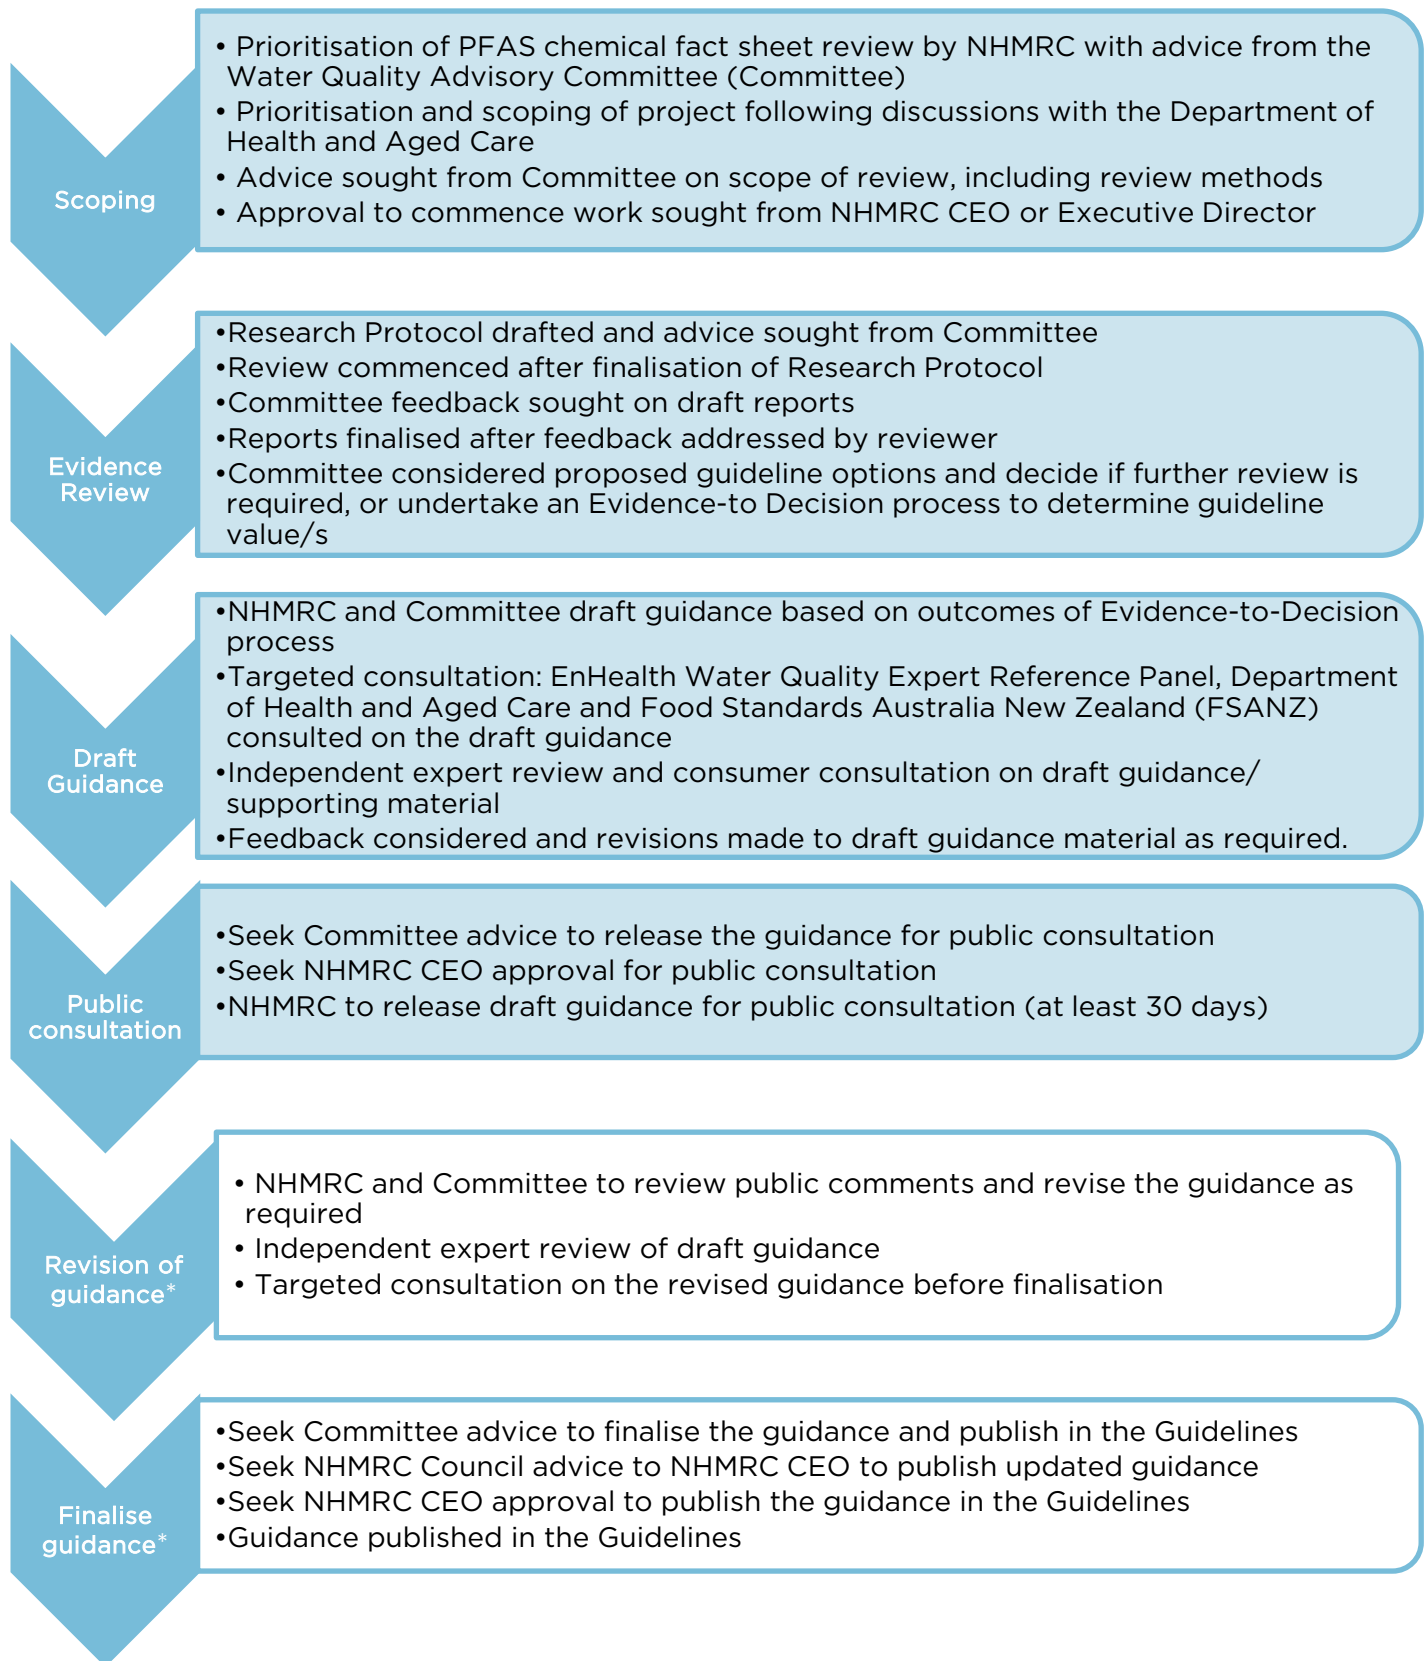 Scoping
• Prioritisation of PFAS chemical fact sheet review by NHMRC with advice from the
Water Quality Advisory Committee (Committee)
• Prioritisation and scoping of project following discussions with the Department of
Health and Aged Care
• Advice sought from Committee on scope of review, including review methods
• Approval to commence work sought from NHMRC CEO or Executive Director
Evidence
Review
•Research Protocol drafted and advice sought from Committee
•Review commenced after finalisation of Research Protocol
•Committee feedback sought on draft reports
•Reports finalised after feedback addressed by reviewer
•Committee considered proposed guideline options and decide if further review is
required, or undertake an Evidence-to Decision process to determine guideline
value/s
Draft
Guidance
•NHMRC and Committee draft guidance based on outcomes of Evidence-to-Decision
process
•Targeted consultation: EnHealth Water Quality Expert Reference Panel, Department
of Health and Aged Care and Food Standards Australia New Zealand (FSANZ)
consulted on the draft guidance
•Independent expert review and consumer consultation on draft guidance/
supporting material
•Feedback considered and revisions made to draft guidance material as required.
Public
consultation
•Seek Committee advice to release the guidance for public consultation
•Seek NHMRC CEO approval for public consultation
•NHMRC to release draft guidance for public consultation (at least 30 days)
Revision of
guidance*
• NHMRC and Committee to review public comments and revise the guidance as
required
• Independent expert review of draft guidance
• Targeted consultation on the revised guidance before finalisation
Finalise
guidance*
•Seek Committee advice to finalise the guidance and publish in the Guidelines
•Seek NHMRC Council advice to NHMRC CEO to publish updated guidance
•Seek NHMRC CEO approval to publish the guidance in the Guidelines
•Guidance published in the Guidelines